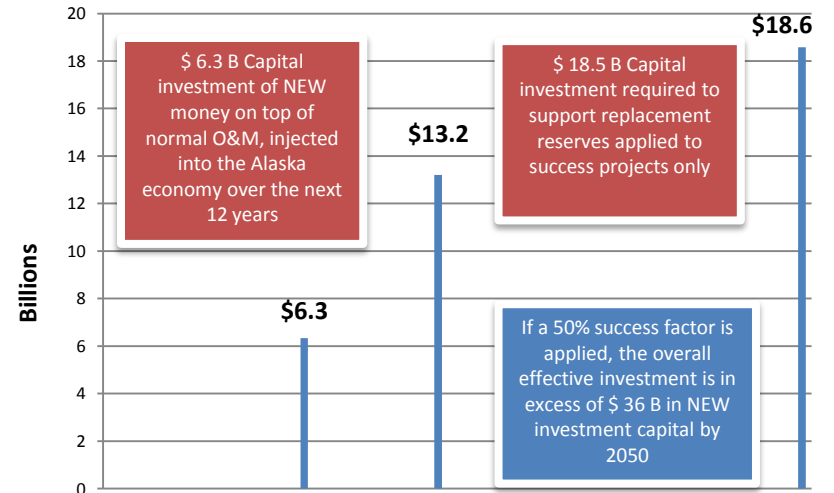 Billions
20
18
16
14
12
10
8
6
4
2
0
$ 6.3 B Capital
investment of NEW
money on top of
normal O&M, injected
into the Alaska
economy over the next
12 years
$6.3
$13.2
$18.6
$ 18.5 B Capital
investment required to
support replacement
reserves applied to
success projects only
If a 50% success factor is
applied, the overall
effective investment is in
excess of $ 36 B in NEW
investment capital by
2050